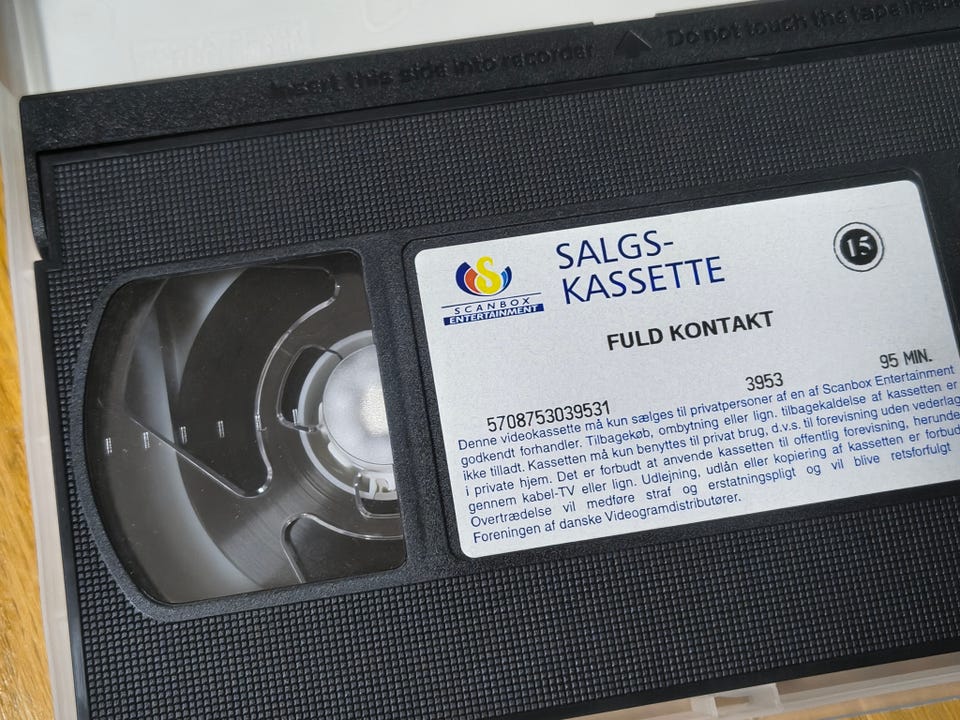 Insert this side into recorder Do not touch the tape inside
SALGS-
KASSETTE
15
SCANBOX
ENTERTAINMENT
FULD KONTAKT
5708753039531 3953 95 MIN.
Denne videokassette må kun sælges til privatpersoner af en af Scanbox Entertainment
godkendt forhandler. Tilbagekøb, ombytning eller lign. tilbagekaldelse af kassetten er
ikke tilladt. Kassetten må kun benyttes til privat brug, d.v.s. til forevisning uden vederlag
i private hjem. Det er forbudt at anvende kassetten til offentlig forevisning, herunder
gennem kabel-TV eller lign. Udlejning, udlån eller kopiering af kassetten er forbudt
Overtrædelse vil medføre straf og erstatningspligt og vil blive retsforfulgt
Foreningen af danske Videogramdistributører.